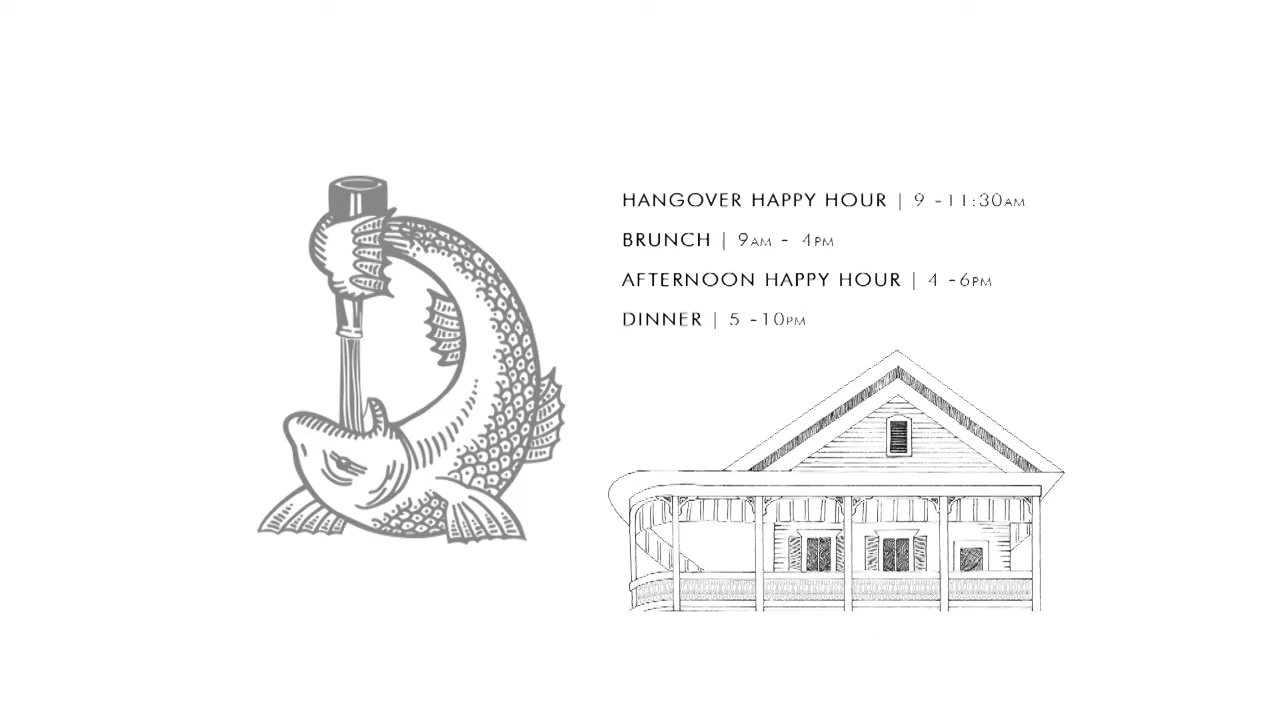 HANGOVER HAPPY HOUR | 9 -11:30AM
BRUNCH | 9AM - 4PM
AFTERNOON HAPPY HOUR | 4 -6PM
DINNER | 5 -10PM